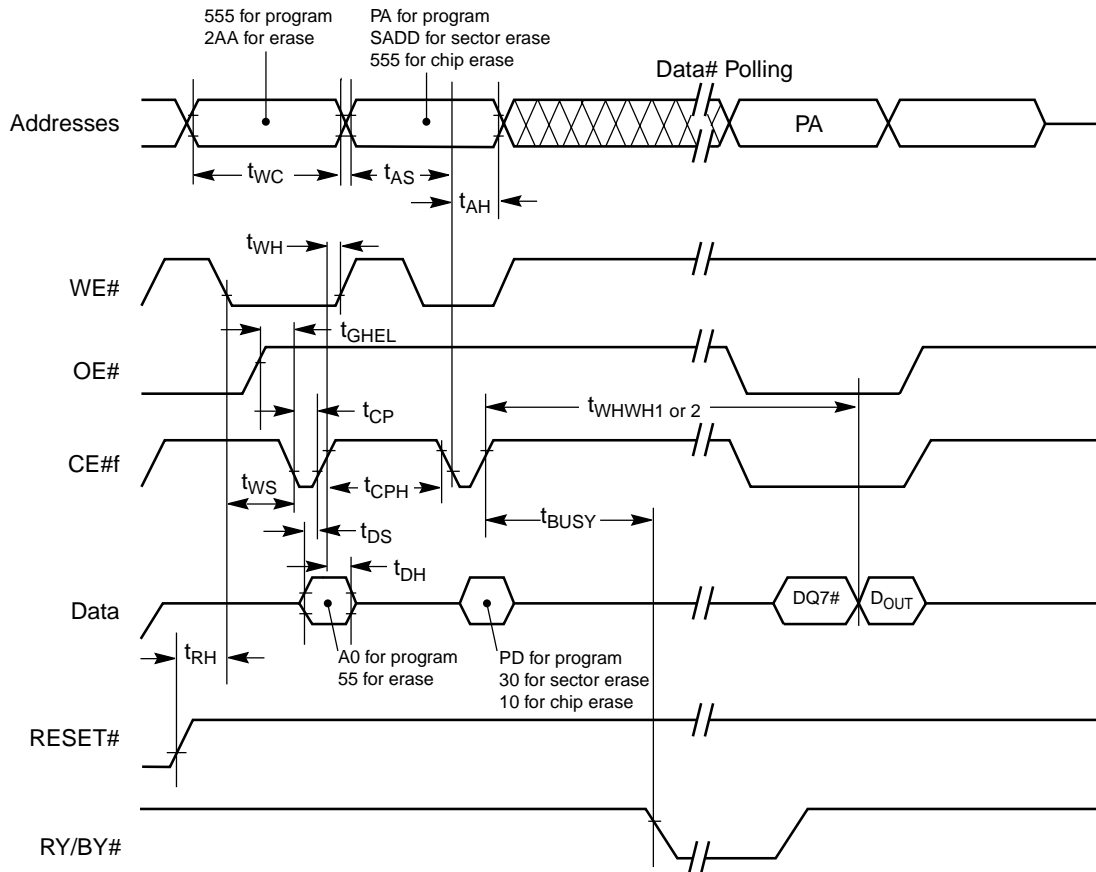 555 for program
2AA for erase
PA for program
SADD for sector erase
555 for chip erase
Data# Polling
Addresses
PA
tWC
tAS
tAH
tWH
WE#
tGHEL
OE#
tCP
tWHWH1 or 2
CE#f
tWS
tCPH
tBUSY
tDS
tDH
Data
DQ7#
DOUT
tRH
A0 for program
55 for erase
PD for program
30 for sector erase
10 for chip erase
RESET#
RY/BY#